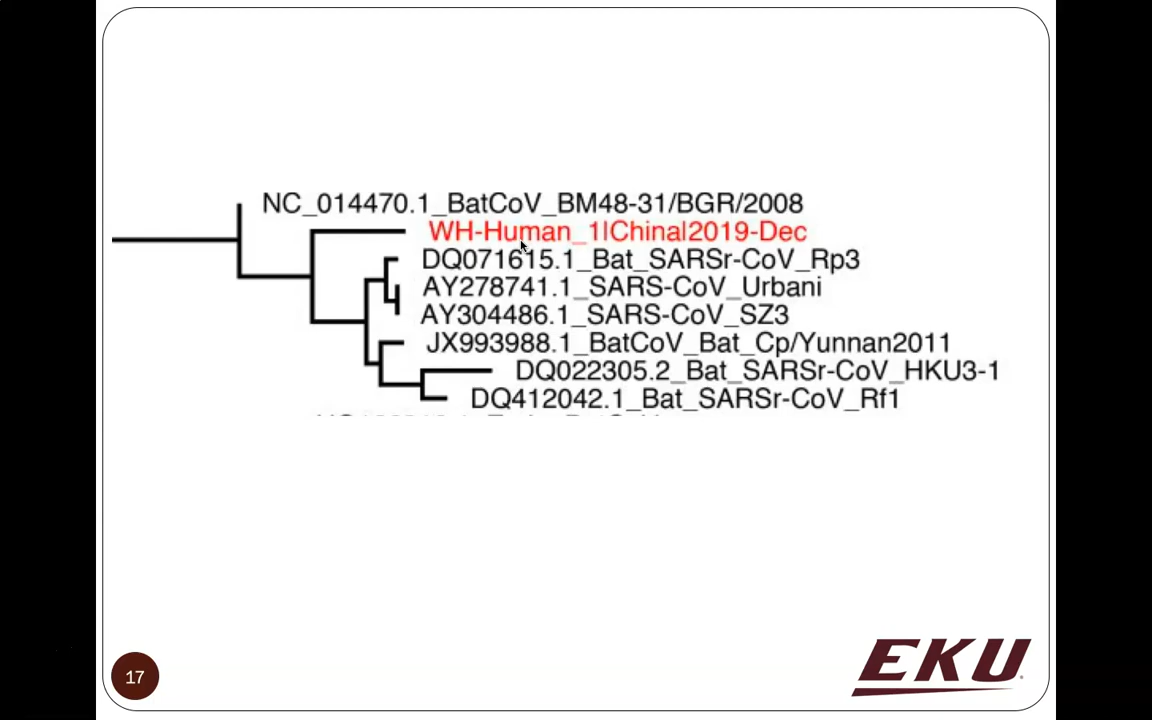 NC_014470.1_BatCoV_BM48-31/BGR/2008
WH-Human_1|China|2019-Dec
DQ071615.1_Bat_SARSr-CoV_Rp3
AY278741.1_SARS-CoV_Urbani
AY304486.1_SARS-CoV_SZ3
JX993988.1_BatCoV_Bat_Cp/Yunnan2011
DQ022305.2_Bat_SARSr-CoV_HKU3-1
DQ412042.1_Bat_SARSr-CoV_Rf1
17
EKU